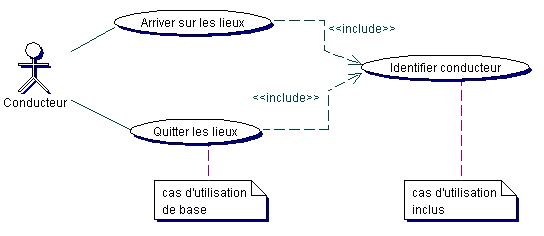 Arriver sur les lieux
<<include>>
Identifier conducteur
Conducteur
<<include>>
Quitter les lieux
cas d'utilisation
de base
cas d'utilisation
inclus